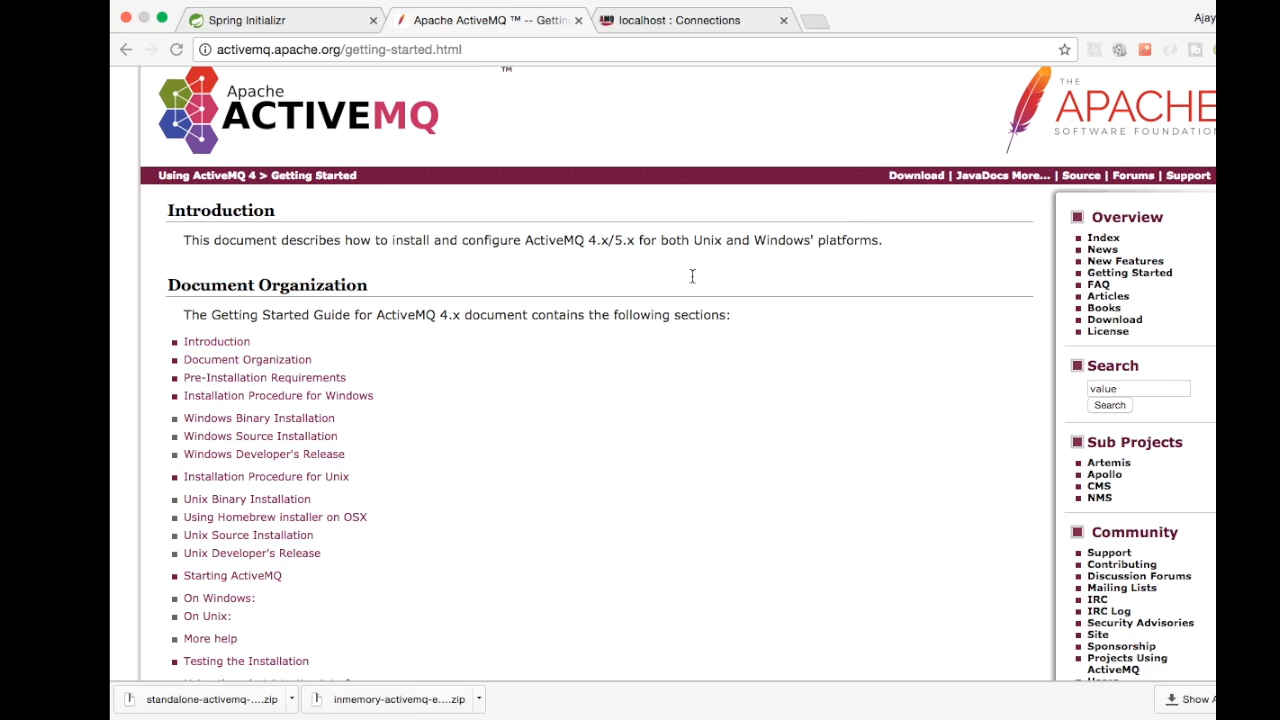 Spring Initializr
Apache ActiveMQ ™ -- Gettin
localhost : Connections
Ajay
activemq.apache.org/getting-started.html
™
Apache
ACTIVEMQ
THE
APACHE
SOFTWARE FOUNDATION
Using ActiveMQ 4 > Getting Started
Download | JavaDocs More... | Source | Forums | Support
Introduction
This document describes how to install and configure ActiveMQ 4.x/5.x for both Unix and Windows' platforms.
Document Organization
The Getting Started Guide for ActiveMQ 4.x document contains the following sections:
Introduction
Document Organization
Pre-Installation Requirements
Installation Procedure for Windows
Windows Binary Installation
Windows Source Installation
Windows Developer's Release
Installation Procedure for Unix
Unix Binary Installation
Using Homebrew installer on OSX
Unix Source Installation
Unix Developer's Release
Starting ActiveMQ
On Windows:
On Unix:
More help
Testing the Installation
Overview
Index
News
New Features
Getting Started
FAQ
Articles
Books
Download
License
Search
value
Search
Sub Projects
Artemis
Apollo
CMS
NMS
Community
Support
Contributing
Discussion Forums
Mailing Lists
IRC
IRC Log
Security Advisories
Site
Sponsorship
Projects Using
ActiveMQ
standalone-activemq-....zip
inmemory-activemq-e....zip
Show A